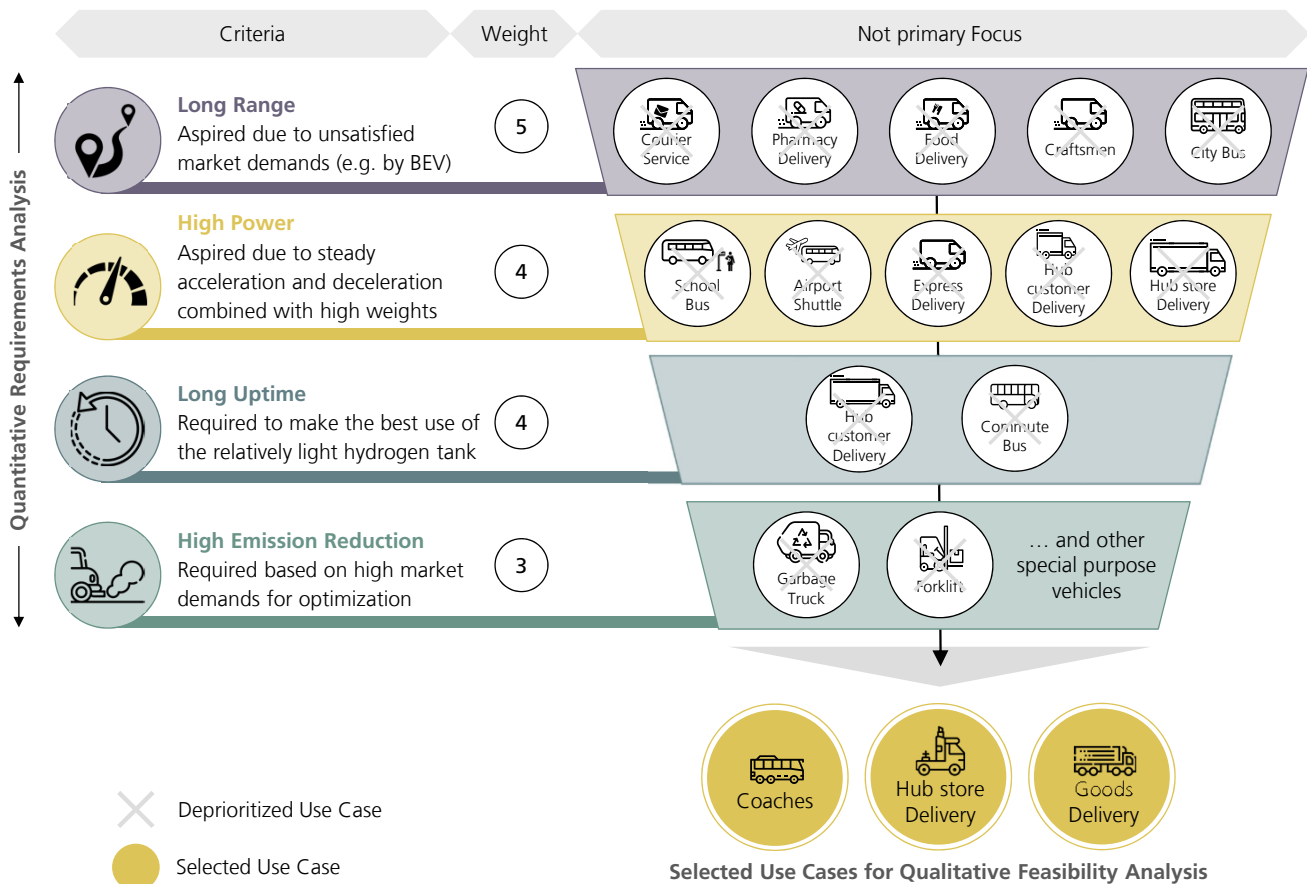 Criteria
Weight
Not primary Focus
Quantitative Requirements Analysis
Long Range
Aspired due to unsatisfied
market demands (e.g. by BEV)
5
Courier
Service
Pharmacy
Delivery
Food
Delivery
Craftsmen
City Bus
High Power
Aspired due to steady
acceleration and deceleration
combined with high weights
4
School
Bus
Airport
Shuttle
Express
Delivery
Hub
customer
Delivery
Hub store
Delivery
Long Uptime
Required to make the best use of
the relatively light hydrogen tank
4
Hub
customer
Delivery
Commute
Bus
High Emission Reduction
Required based on high market
demands for optimization
3
Garbage
Truck
Forklift
... and other
special purpose
vehicles
Coaches
Hub store
Delivery
Goods
Delivery
Deprioritized Use Case
Selected Use Case
Selected Use Cases for Qualitative Feasibility Analysis